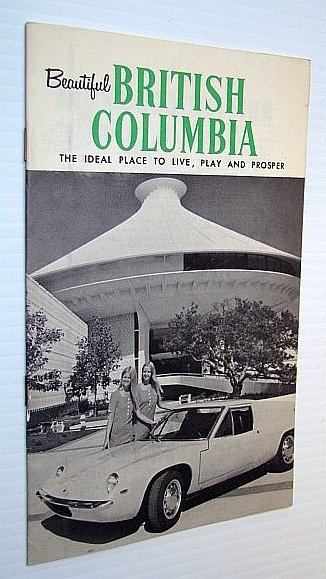 Beautiful BRITISH
COLUMBIA
THE IDEAL PLACE TO LIVE, PLAY AND PROSPER